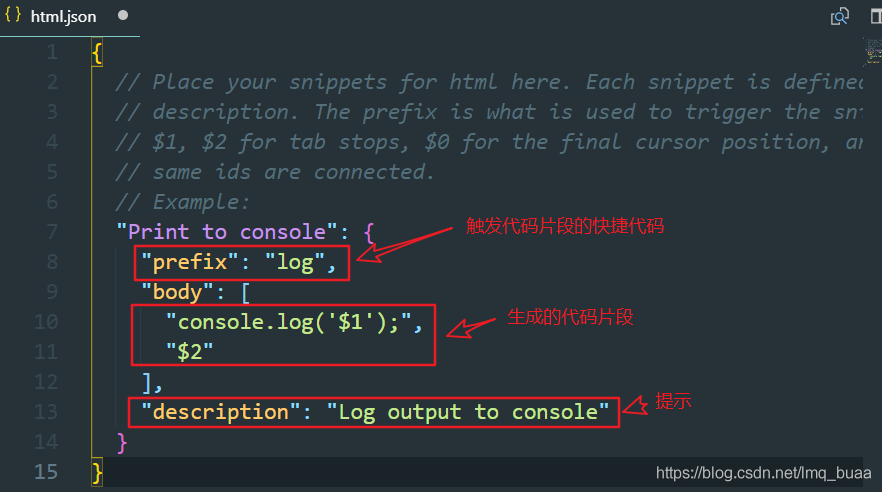 {} html.json
1 {
2 // Place your snippets for html here. Each snippet is defined
3 // description. The prefix is what is used to trigger the
4 // $1, $2 for tab stops, $0 for the final cursor position,
5 // same ids are connected.
6 // Example:
7 "Print to console": {
触发代码片段的快捷代码
8 "prefix": "log",
9 "body": [
10 "console.log('$1');",
生成的代码片段
11 "$2"
12 ],
13 "description": "Log output to console"
提示
14 }
15 }
https://blog.csdn.net/lmq_buaa